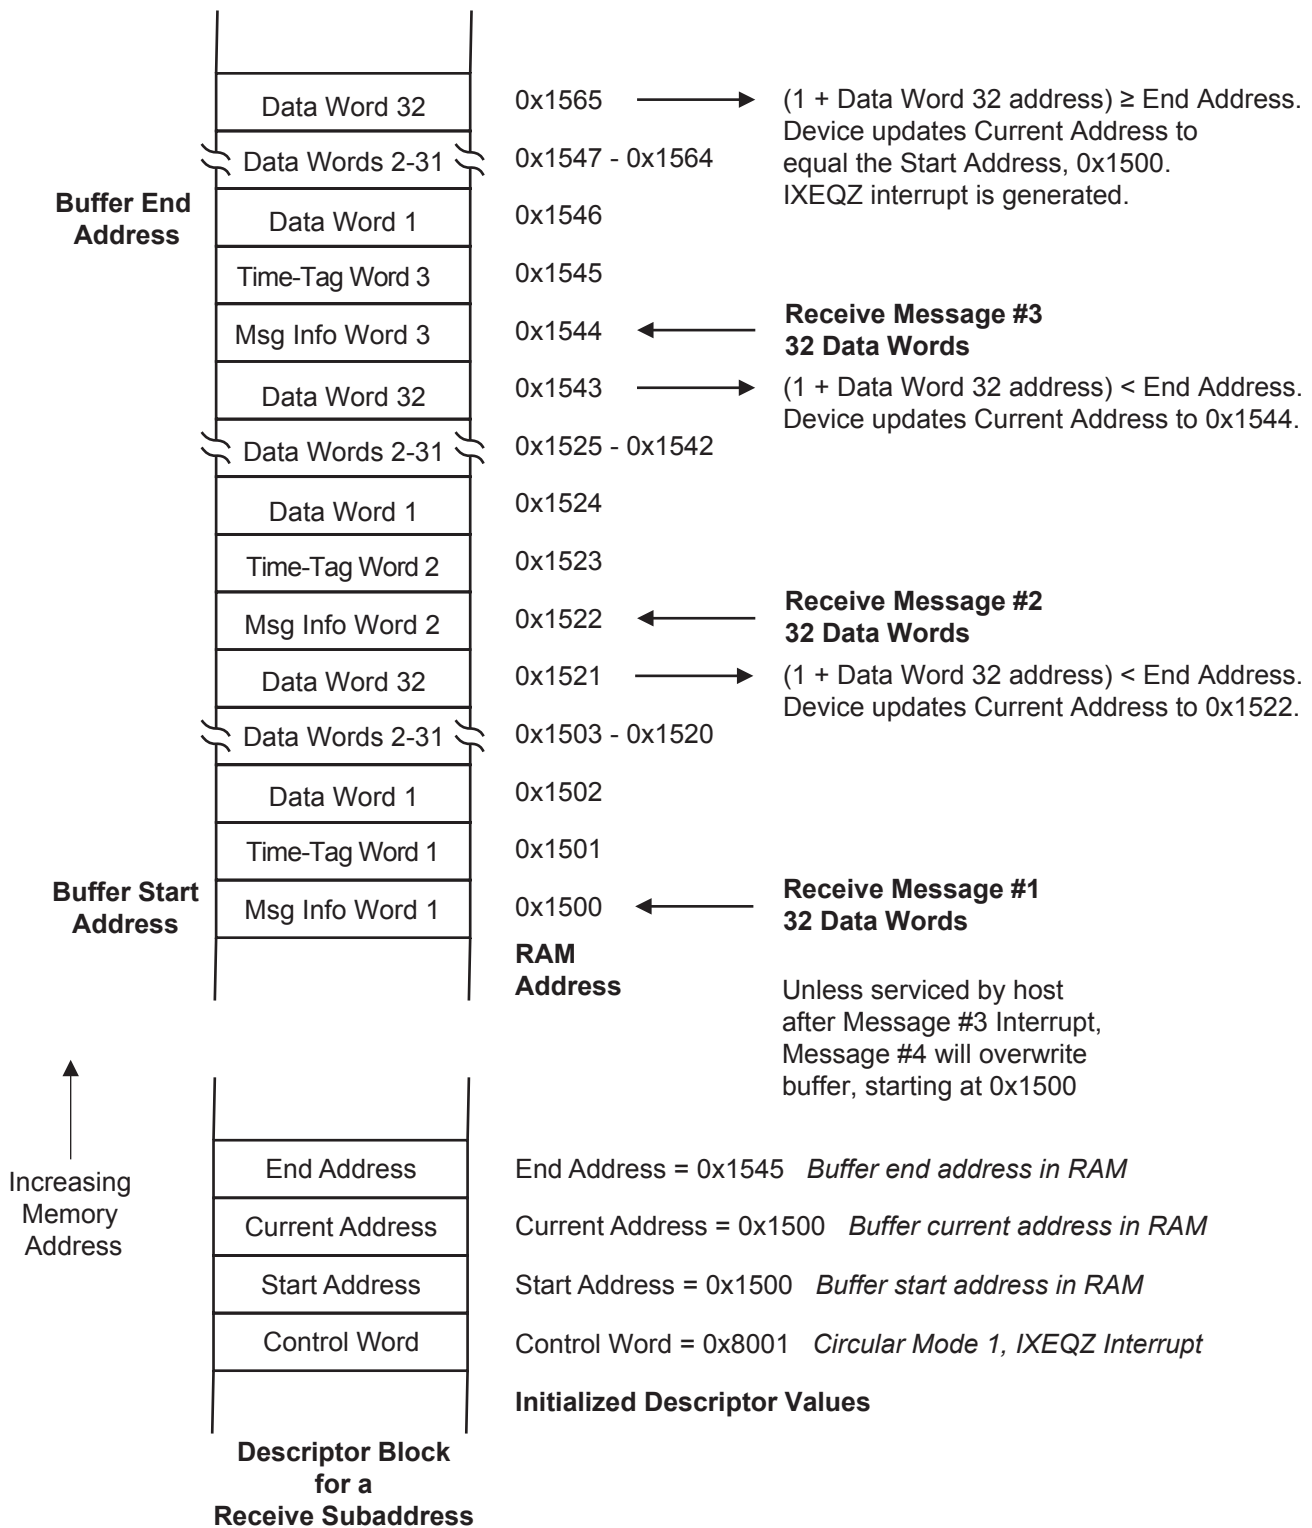 Data Word 32
0x1565
(1 + Data Word 32 address) ≥ End Address.
Device updates Current Address to
equal the Start Address, 0x1500.
IXEQZ interrupt is generated.
Data Words 2-31
0x1547 - 0x1564
Buffer End
Address
Data Word 1
0x1546
Time-Tag Word 3
0x1545
Msg Info Word 3
0x1544
Receive Message #3
32 Data Words
Data Word 32
0x1543
(1 + Data Word 32 address) < End Address.
Device updates Current Address to 0x1544.
Data Words 2-31
0x1525 - 0x1542
Data Word 1
0x1524
Time-Tag Word 2
0x1523
Msg Info Word 2
0x1522
Receive Message #2
32 Data Words
Data Word 32
0x1521
(1 + Data Word 32 address) < End Address.
Device updates Current Address to 0x1522.
Data Words 2-31
0x1503 - 0x1520
Data Word 1
0x1502
Time-Tag Word 1
0x1501
Buffer Start
Address
Msg Info Word 1
0x1500
Receive Message #1
32 Data Words
RAM
Address
Unless serviced by host
after Message #3 Interrupt,
Message #4 will overwrite
buffer, starting at 0x1500
Increasing
Memory
Address
End Address
End Address = 0x1545 Buffer end address in RAM
Current Address
Current Address = 0x1500 Buffer current address in RAM
Start Address
Start Address = 0x1500 Buffer start address in RAM
Control Word
Control Word = 0x8001 Circular Mode 1, IXEQZ Interrupt
Initialized Descriptor Values
Descriptor Block
for a
Receive Subaddress